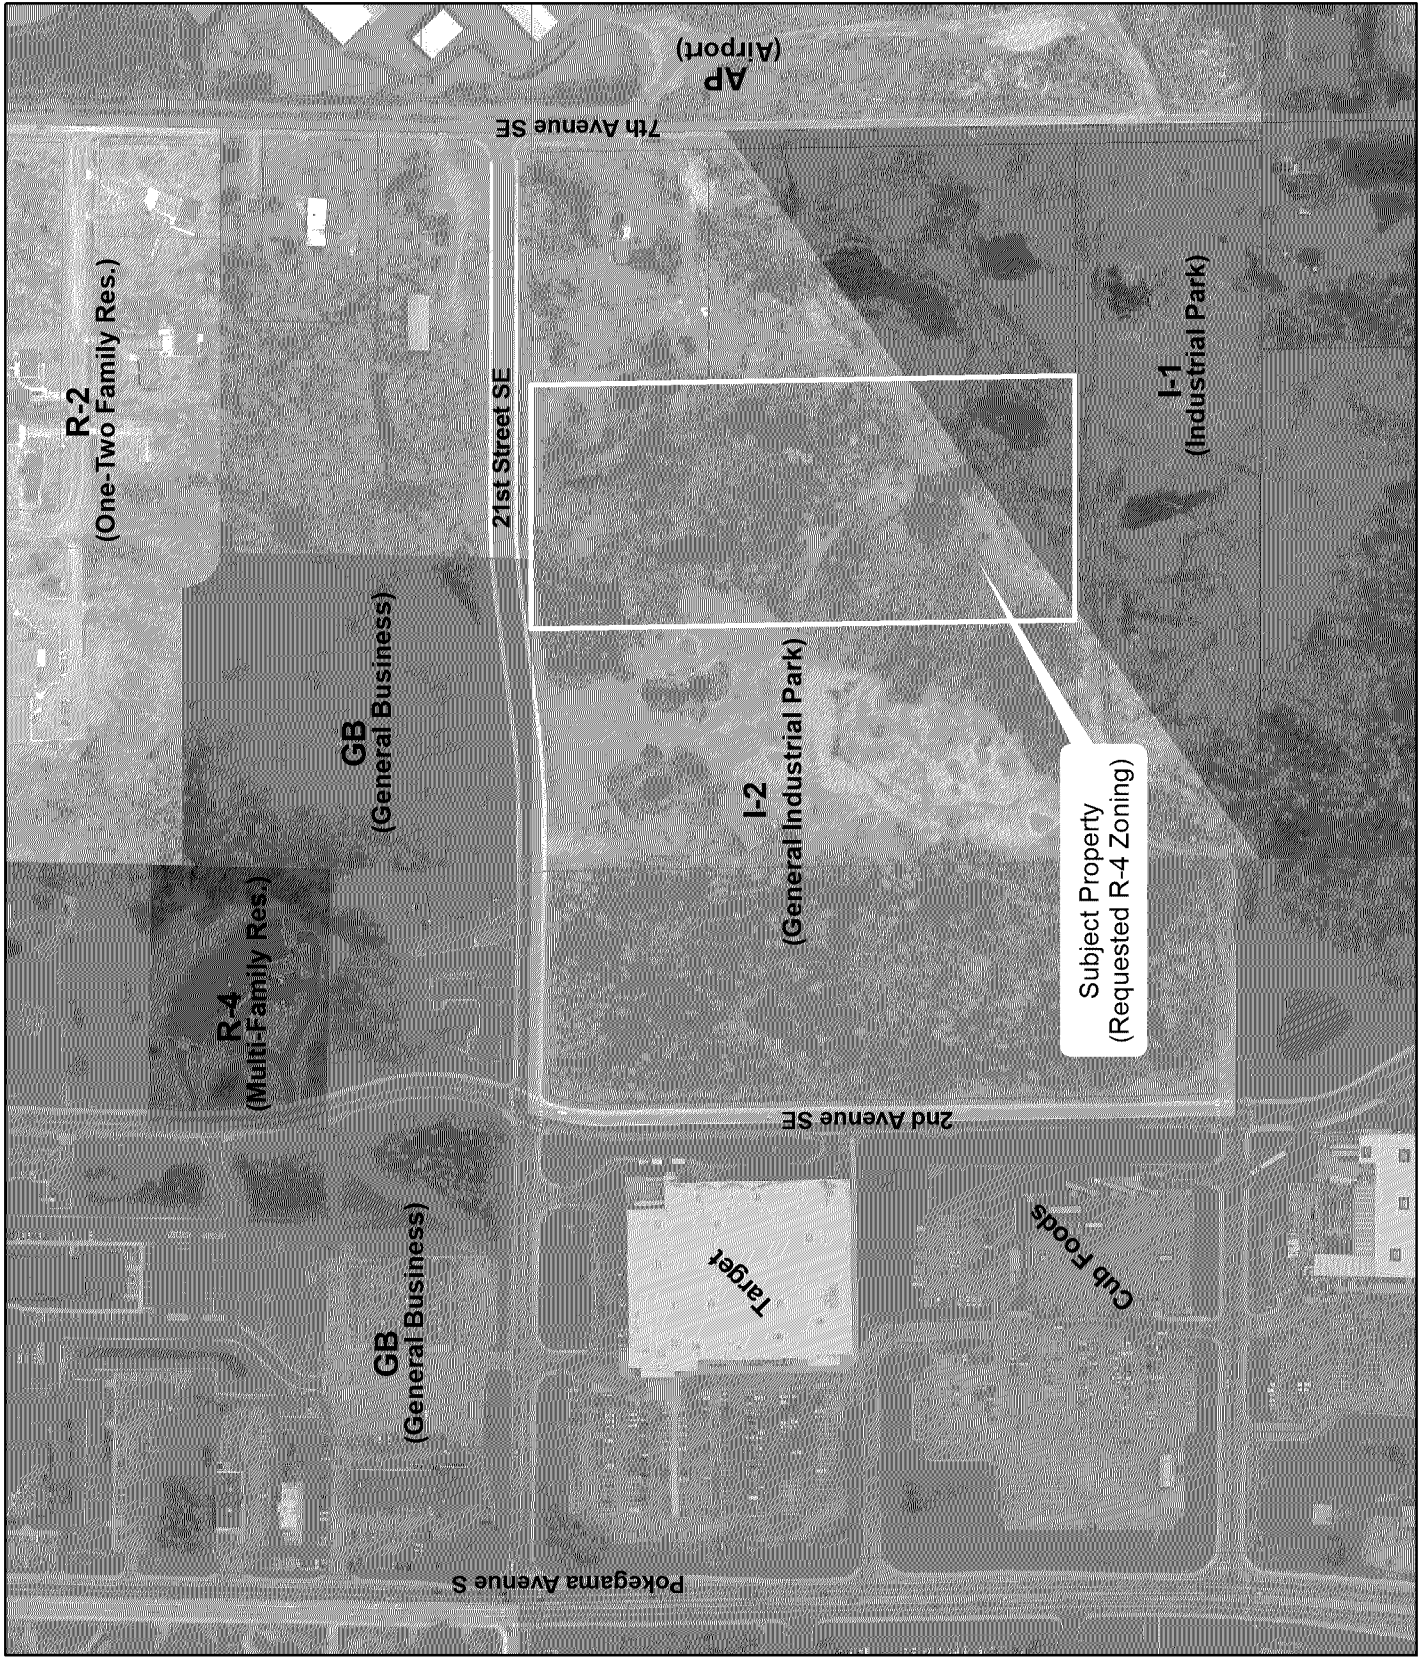 R-2
(One-Two Family Res.)
R-4
(Multi-Family Res.)
GB
(General Business)
GB
(General Business)
21st Street SE
7th Avenue SE
AP
(Airport)
I-2
(General Industrial Park)
I-1
(Industrial Park)
Subject Property
(Requested R-4 Zoning)
2nd Avenue SE
Target
Cub Foods
Pokegama Avenue S